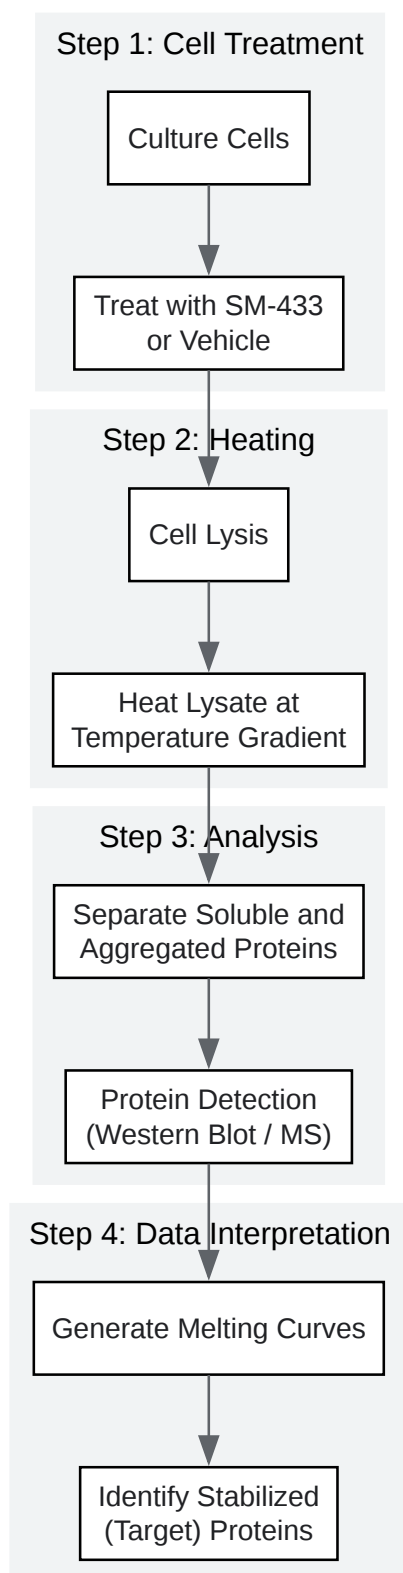 Step 1: Cell Treatment
Culture Cells
Treat with SM-433
or Vehicle
Step 2: Heating
Cell Lysis
Heat Lysate at
Temperature Gradient
Step 3: Analysis
Separate Soluble and
Aggregated Proteins
Protein Detection
(Western Blot / MS)
Step 4: Data Interpretation
Generate Melting Curves
Identify Stabilized
(Target) Proteins